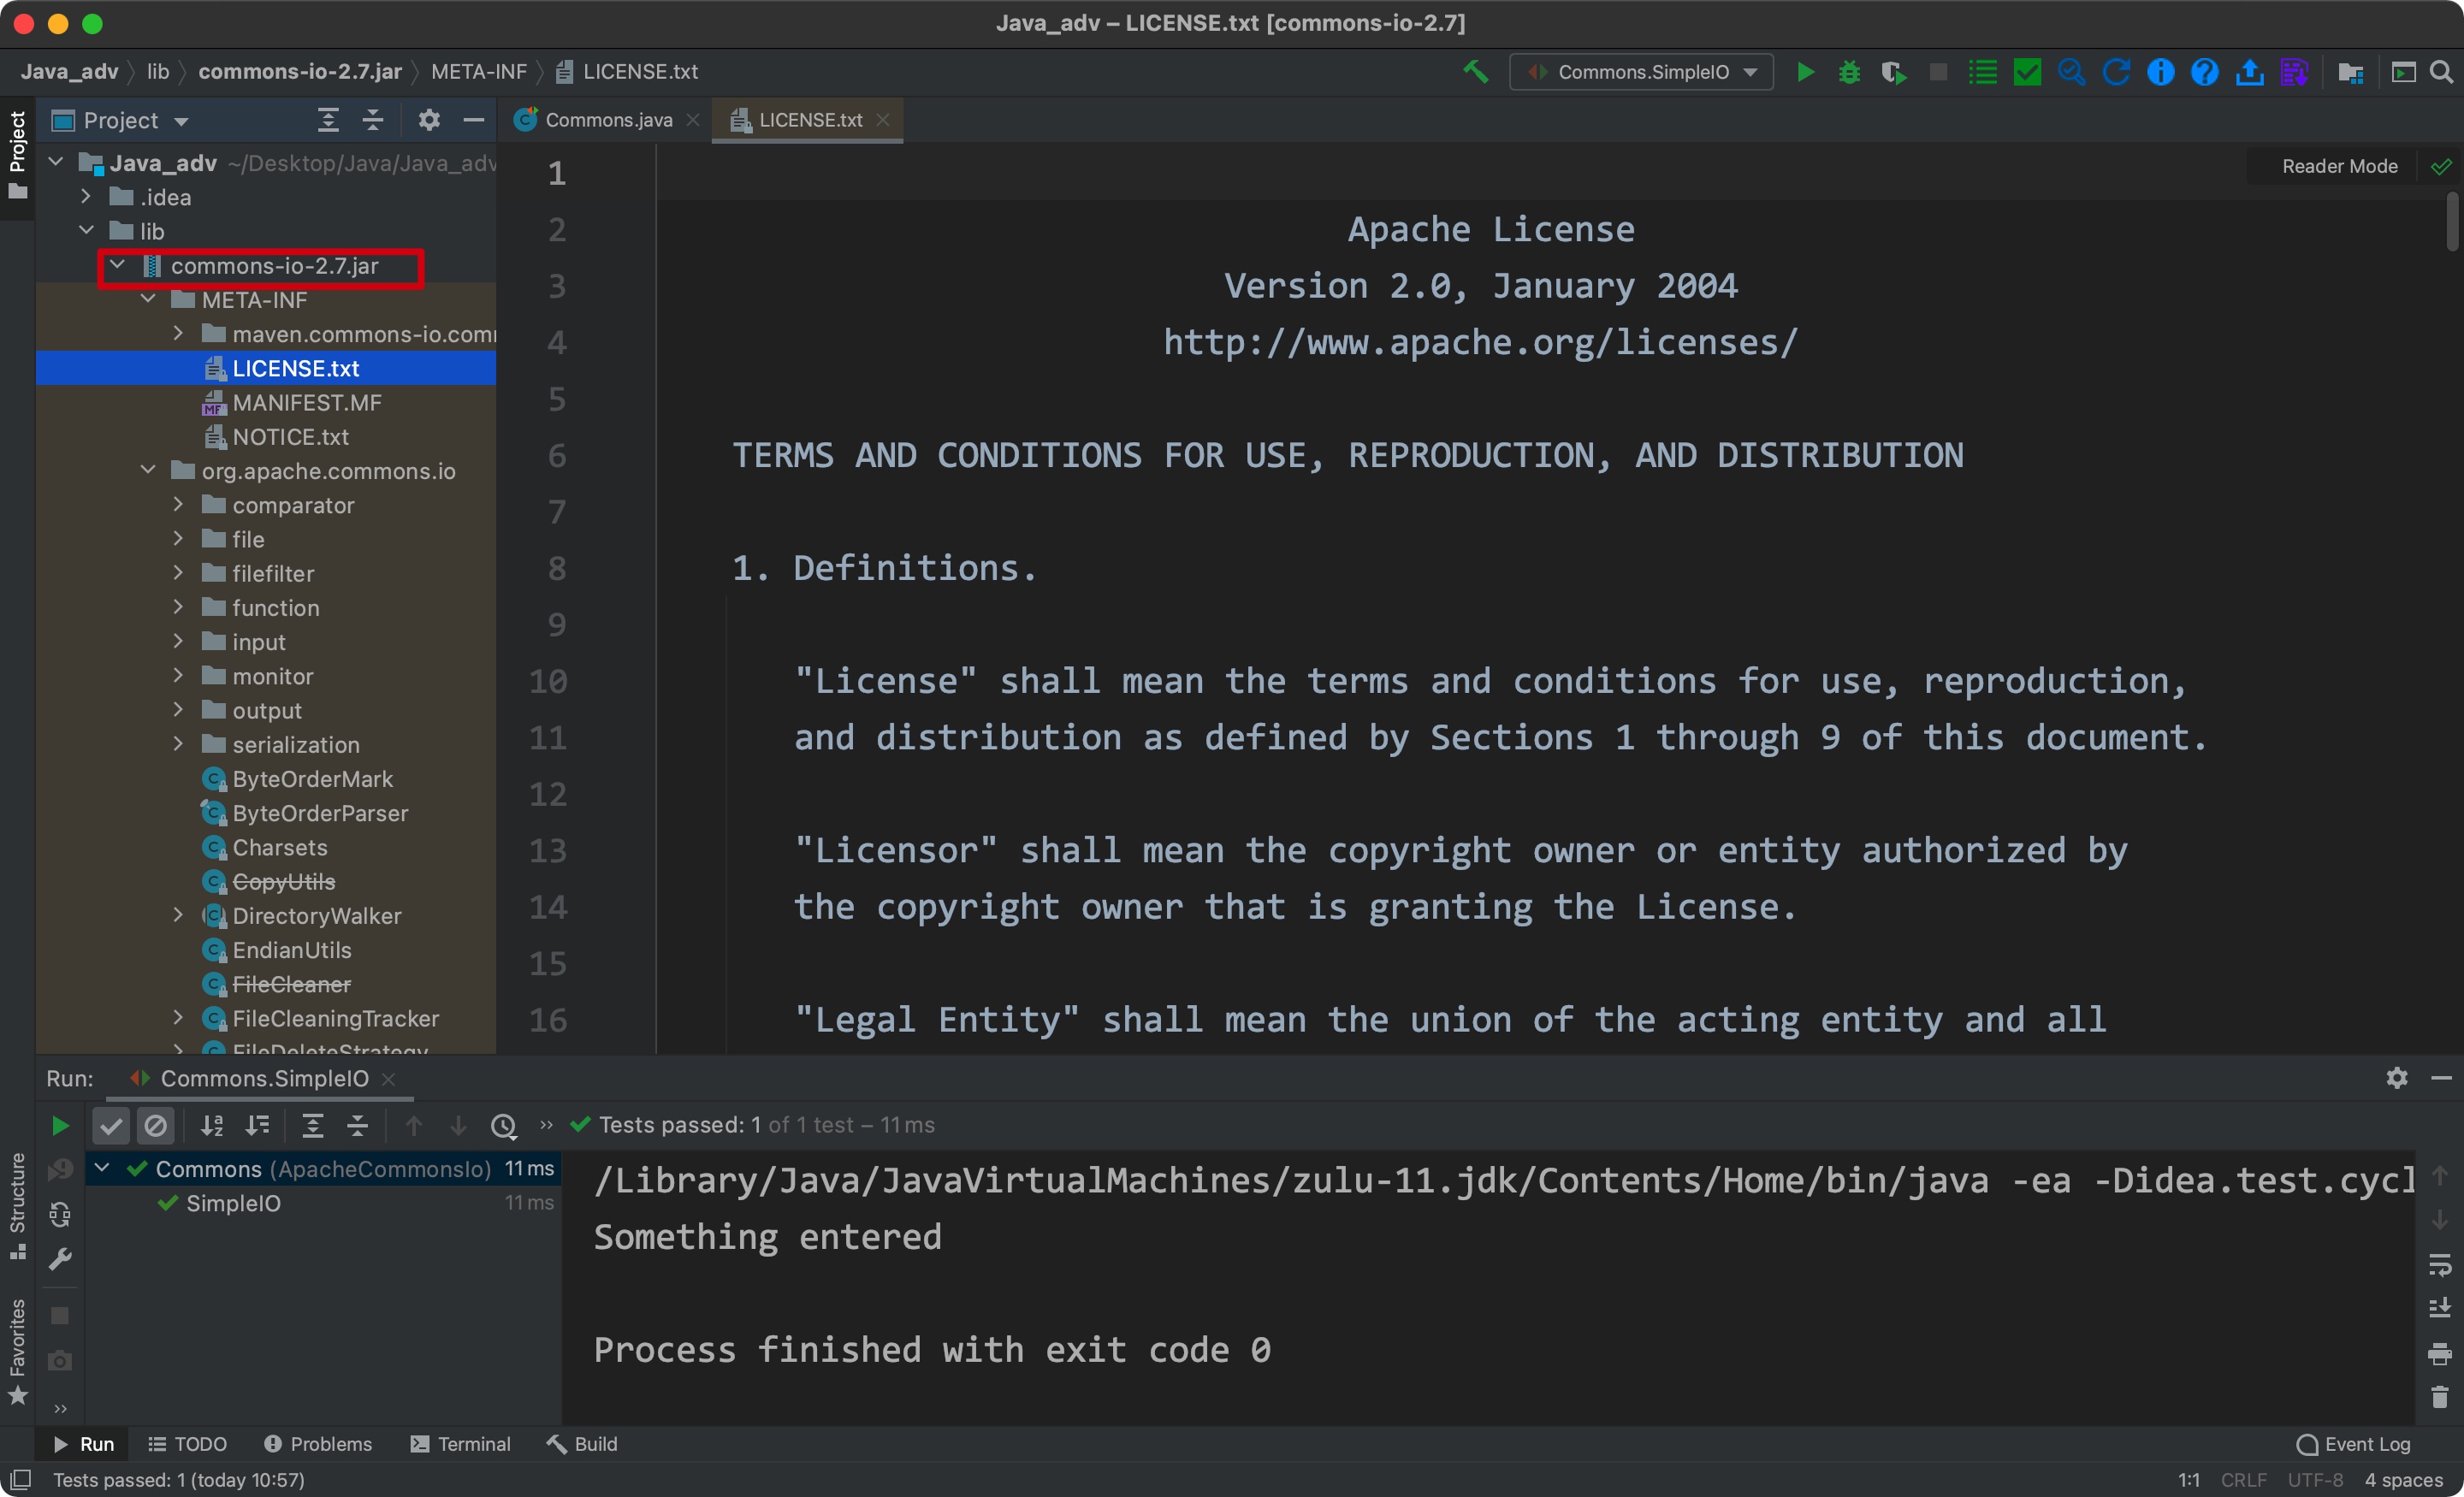 Java_adv – LICENSE.txt [commons-io-2.7]
Java_adv lib commons-io-2.7.jar META-INF LICENSE.txt
Commons.SimpleIO
Project
Project
Commons.java
LICENSE.txt
Java_adv ~/Desktop/Java/Java_adv
.idea
lib
commons-io-2.7.jar
META-INF
maven.commons-io.com
LICENSE.txt
MANIFEST.MF
NOTICE.txt
org.apache.commons.io
comparator
file
filefilter
function
input
monitor
output
serialization
ByteOrderMark
ByteOrderParser
Charsets
CopyUtils
DirectoryWalker
EndianUtils
FileCleaner
FileCleaningTracker
FileDeleteStrategy
Reader Mode
1
2 Apache License
3 Version 2.0, January 2004
4 http://www.apache.org/licenses/
5
6 TERMS AND CONDITIONS FOR USE, REPRODUCTION, AND DISTRIBUTION
7
8 1. Definitions.
9
10 "License" shall mean the terms and conditions for use, reproduction,
11 and distribution as defined by Sections 1 through 9 of this document.
12
13 "Licensor" shall mean the copyright owner or entity authorized by
14 the copyright owner that is granting the License.
15
16 "Legal Entity" shall mean the union of the acting entity and all
Run: Commons.SimpleIO
Tests passed: 1 of 1 test – 11 ms
Commons (ApacheCommonsIo) 11 ms
SimpleIO 11 ms
/Library/Java/JavaVirtualMachines/zulu-11.jdk/Contents/Home/bin/java -ea -Didea.test.cycl
Something entered
Process finished with exit code 0
Structure
Favorites
Run TODO Problems Terminal Build Event Log
Tests passed: 1 (today 10:57) 1:1 CRLF UTF-8 4 spaces